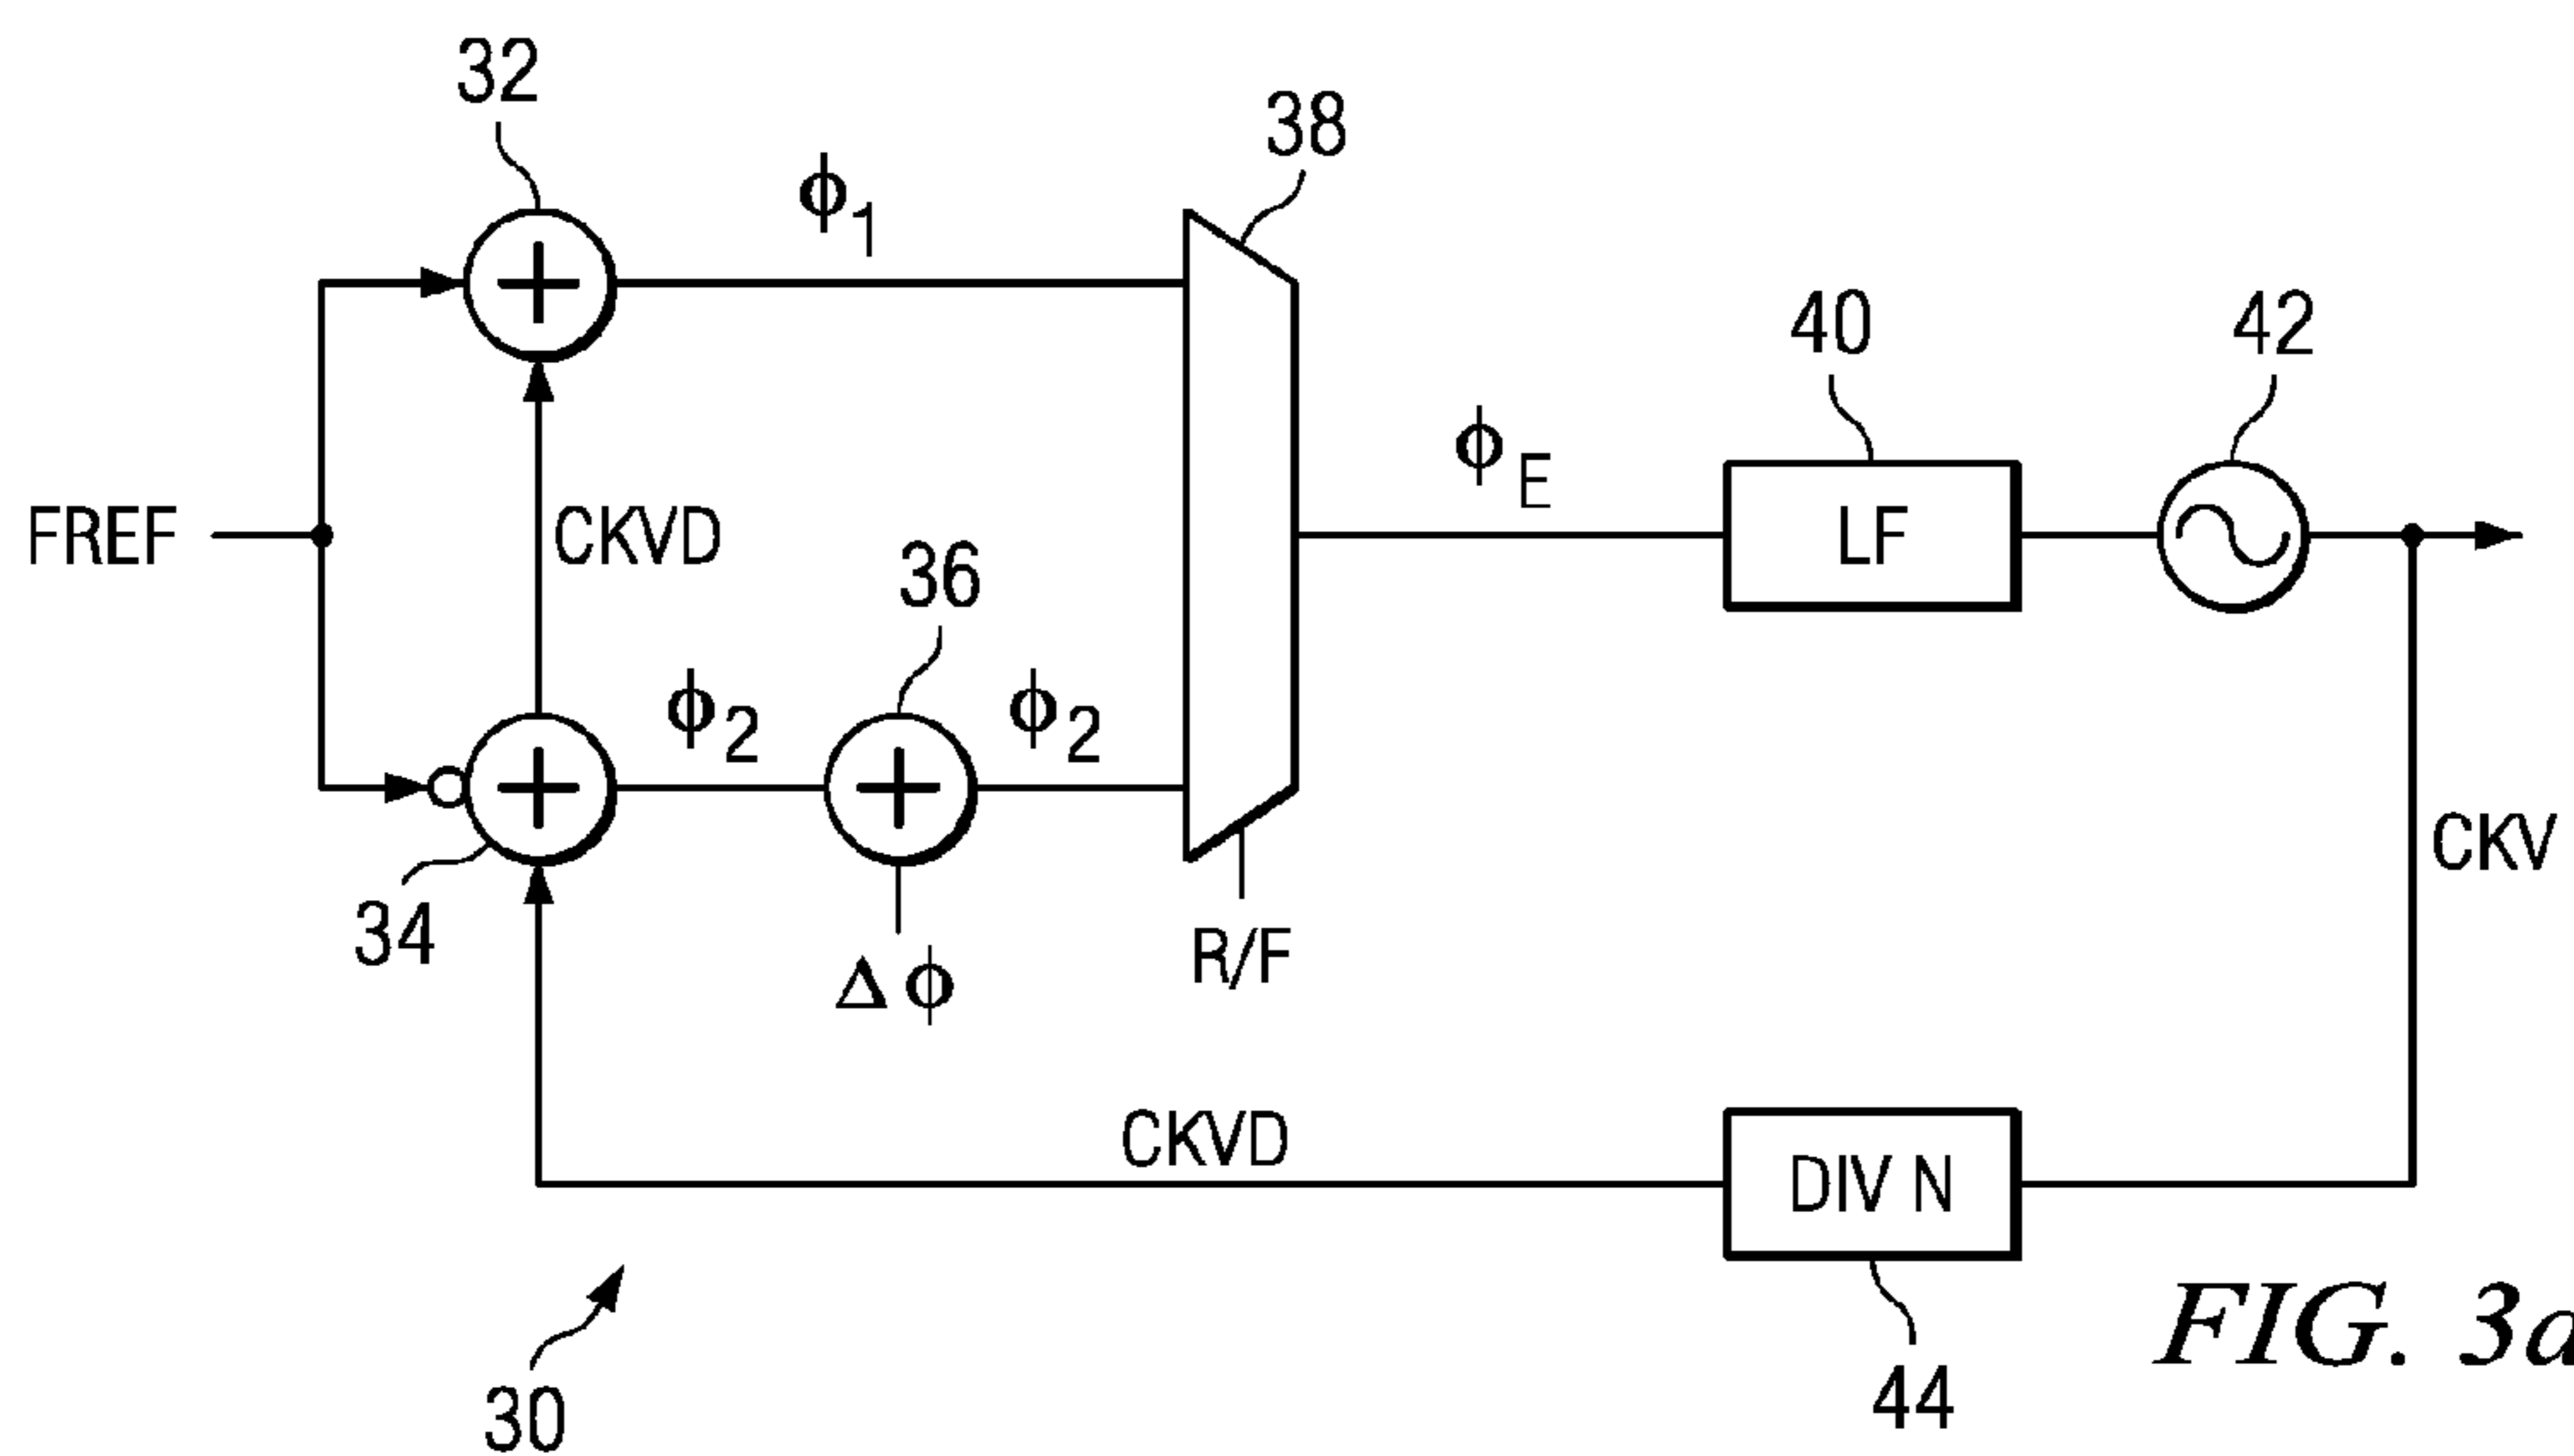 32
ϕ1
38
FREF
CKVD
36
ϕ2
ϕ2
34
Δϕ
R/F
ϕE
40
LF
42
CKV
CKVD
DIV N
44
30
FIG. 3a